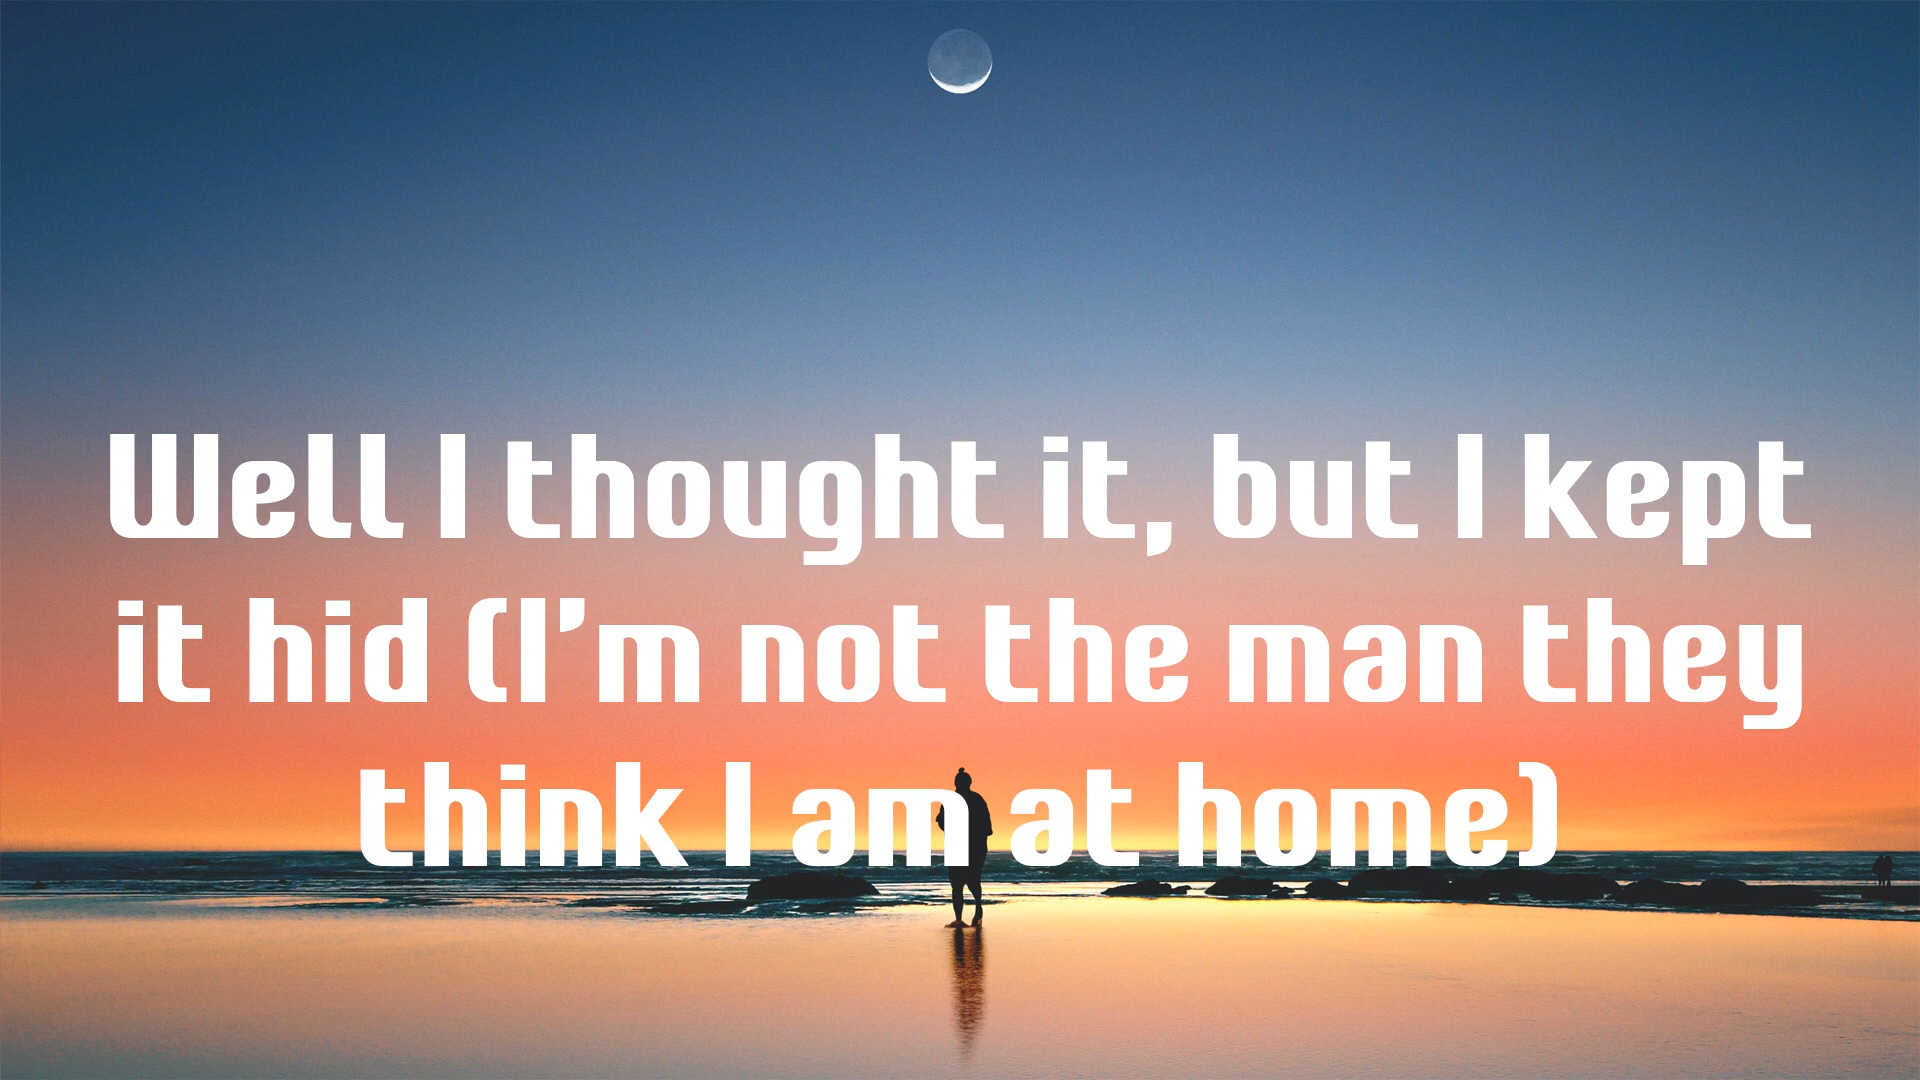 Well I thought it, but I kept
it hid (I'm not the man they
think I am at home)